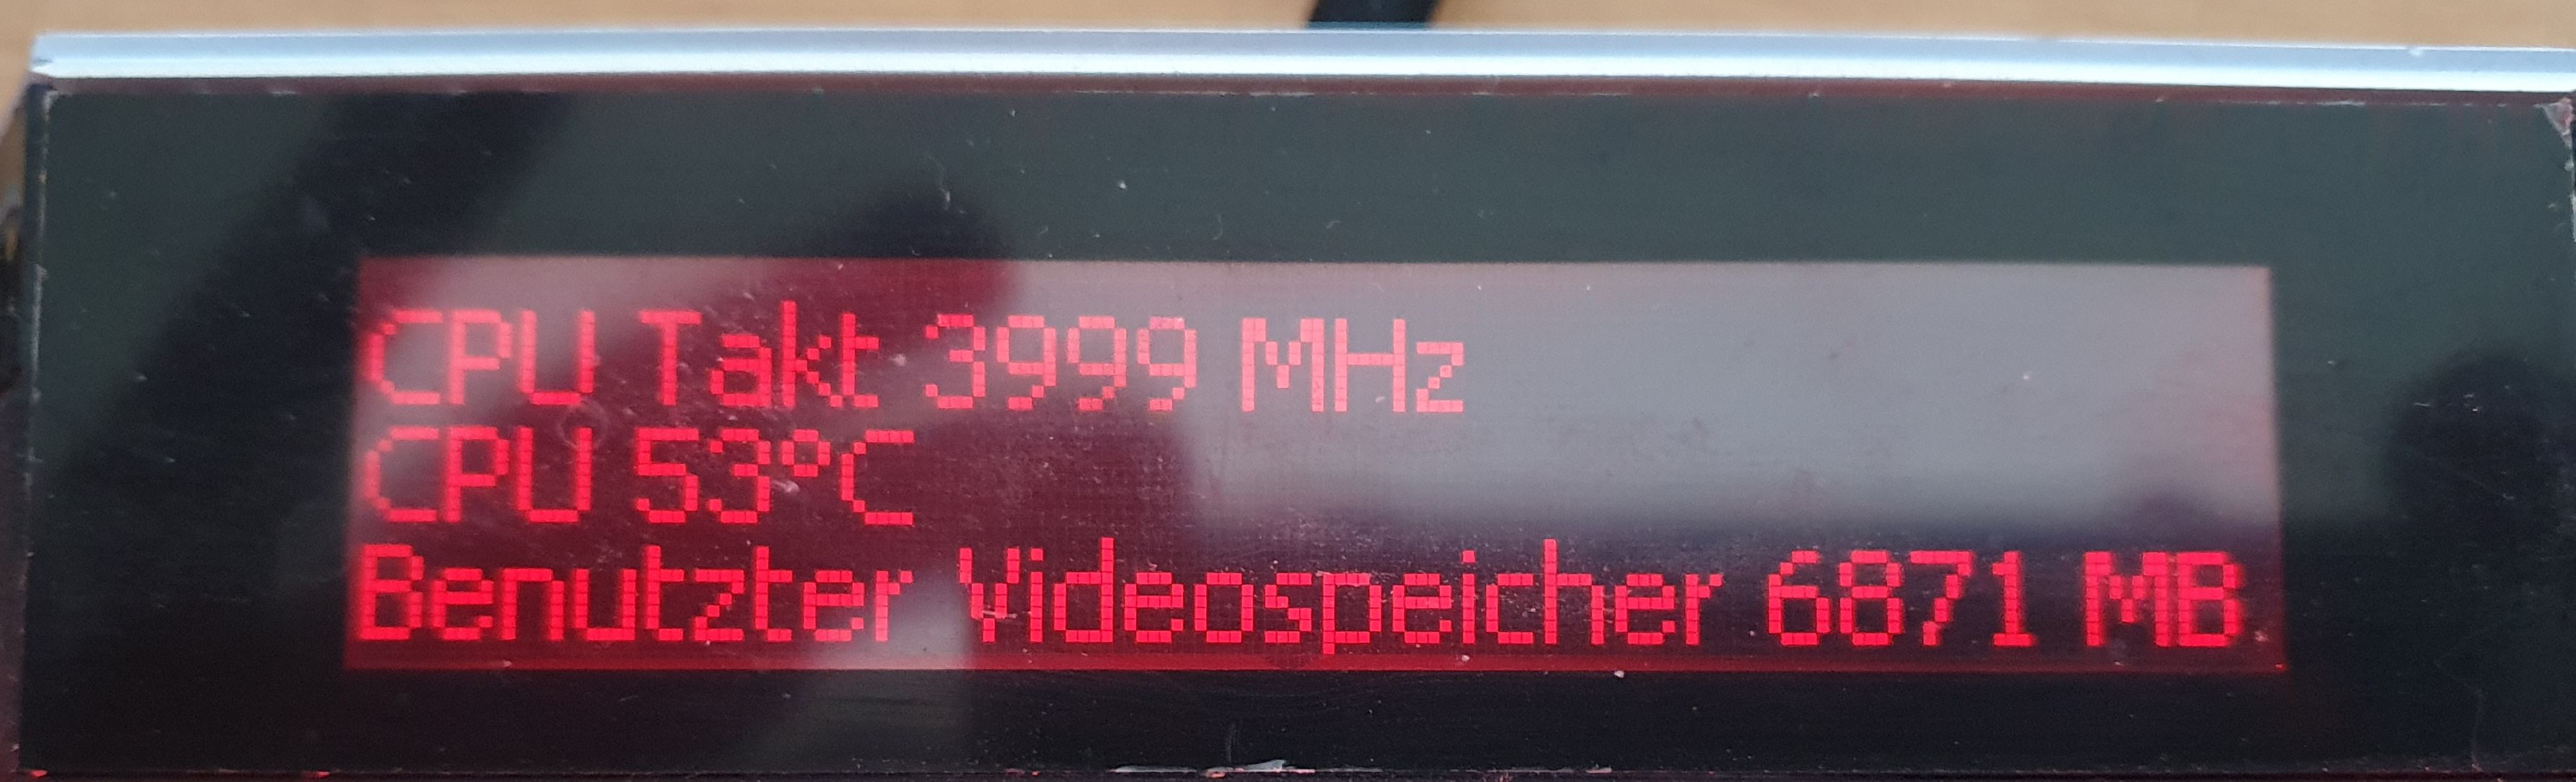 CPU Takt 3999 MHz
CPU 53°C
Benutzter Videospeicher 6871 MB